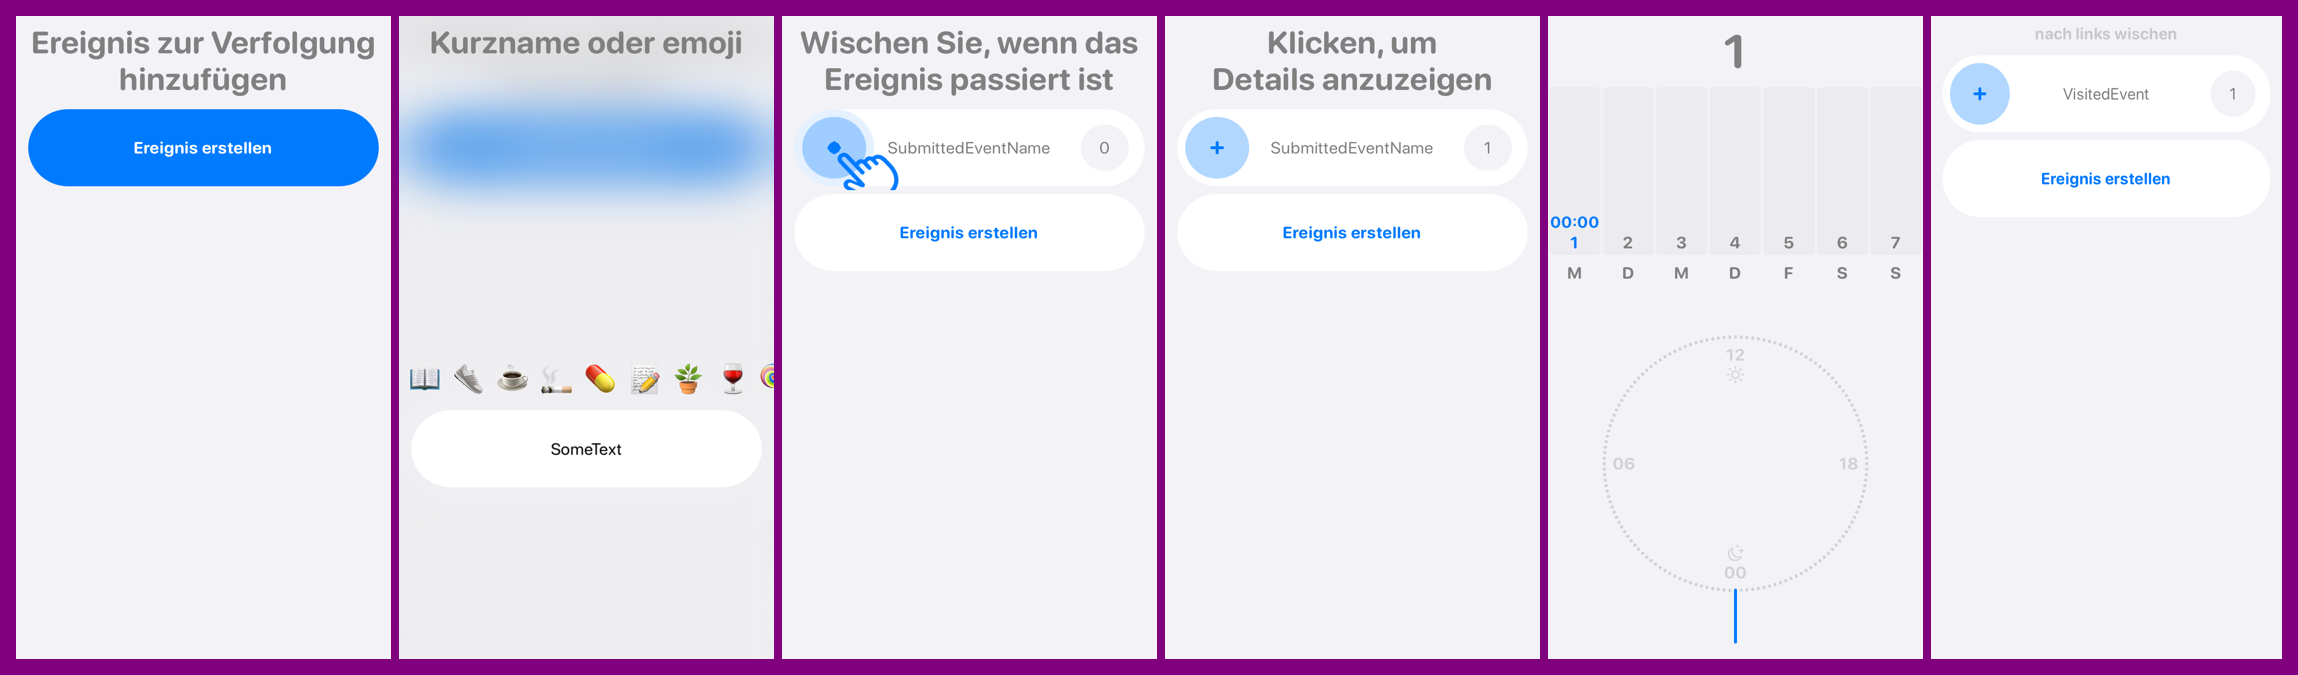 Ereignis zur Verfolgung
hinzufügen
Ereignis erstellen
Kurzname oder emoji
SomeText
Wischen Sie, wenn das
Ereignis passiert ist
SubmittedEventName 0
Ereignis erstellen
Klicken, um
Details anzuzeigen
+ SubmittedEventName 1
Ereignis erstellen
1
00:00
1 2 3 4 5 6 7
M D M D F S S
12
06 18
00
nach links wischen
+ VisitedEvent 1
Ereignis erstellen